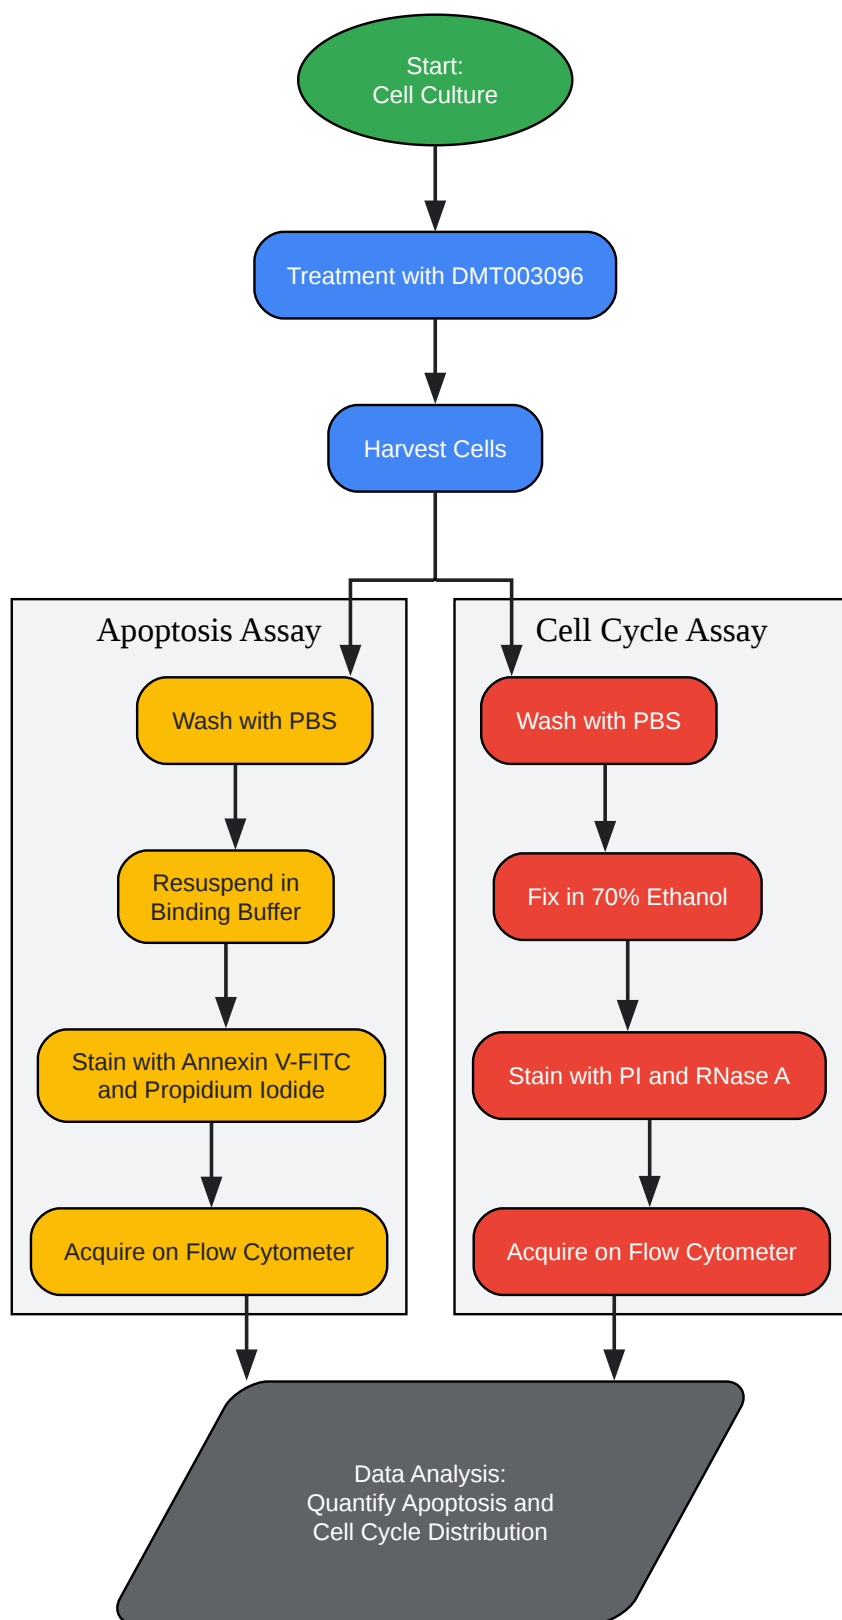 Start:
Cell Culture
Treatment with DMT003096
Harvest Cells
Apoptosis Assay
Wash with PBS
Resuspend in
Binding Buffer
Stain with Annexin V-FITC
and Propidium Iodide
Acquire on Flow Cytometer
Cell Cycle Assay
Wash with PBS
Fix in 70% Ethanol
Stain with PI and RNase A
Acquire on Flow Cytometer
Data Analysis:
Quantify Apoptosis and
Cell Cycle Distribution